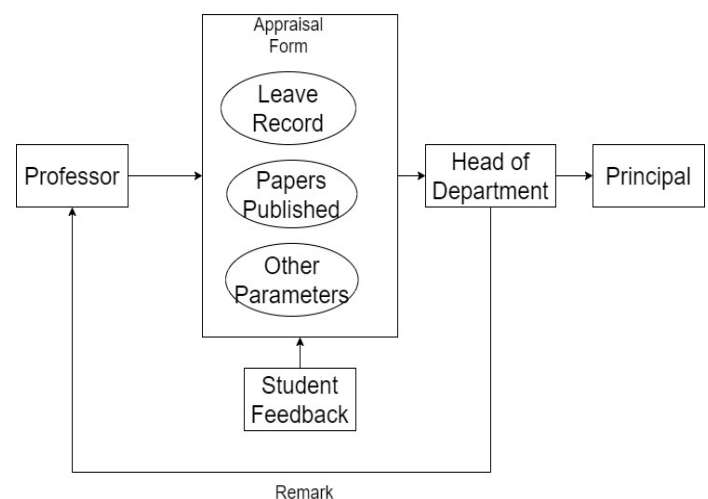 Appraisal
Form
Leave
Record
Professor
Papers
Published
Head of
Department
Principal
Other
Parameters
Student
Feedback
Remark